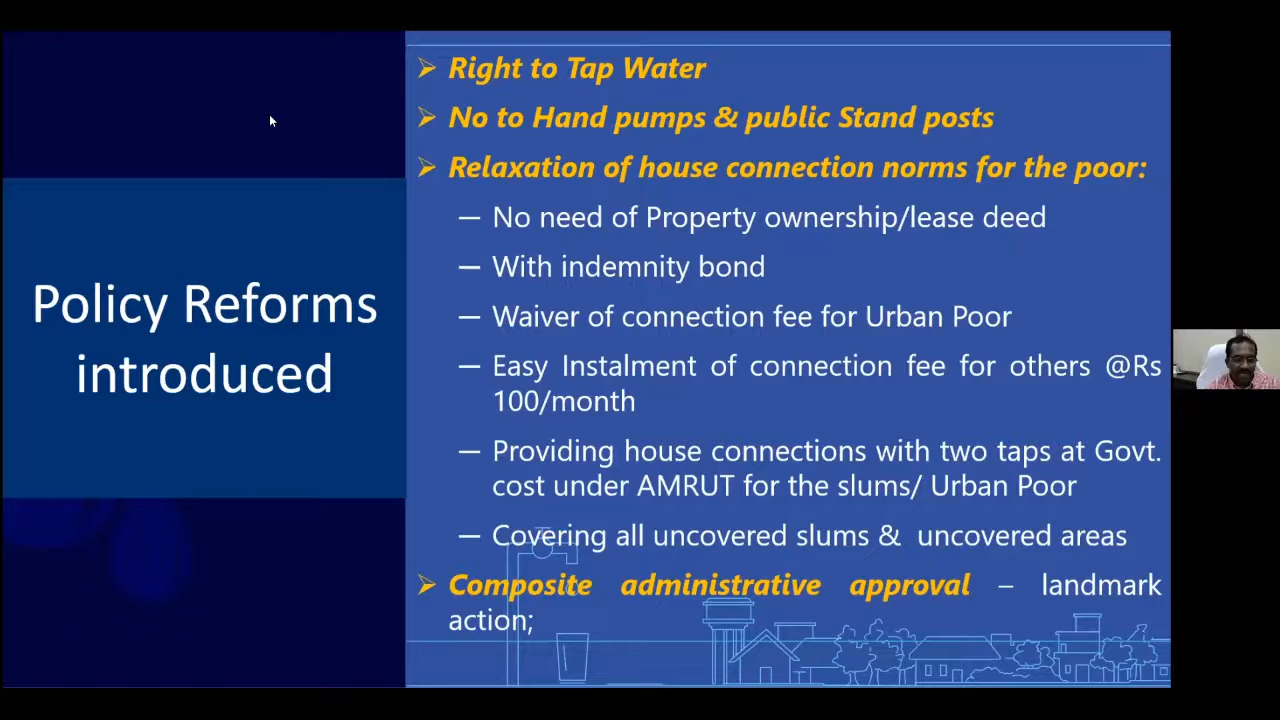 Policy Reforms
introduced
➢ Right to Tap Water
➢ No to Hand pumps & public Stand posts
➢ Relaxation of house connection norms for the poor:
— No need of Property ownership/lease deed
— With indemnity bond
— Waiver of connection fee for Urban Poor
— Easy Instalment of connection fee for others @Rs
100/month
— Providing house connections with two taps at Govt.
cost under AMRUT for the slums/ Urban Poor
— Covering all uncovered slums & uncovered areas
➢ Composite administrative approval – landmark
action;